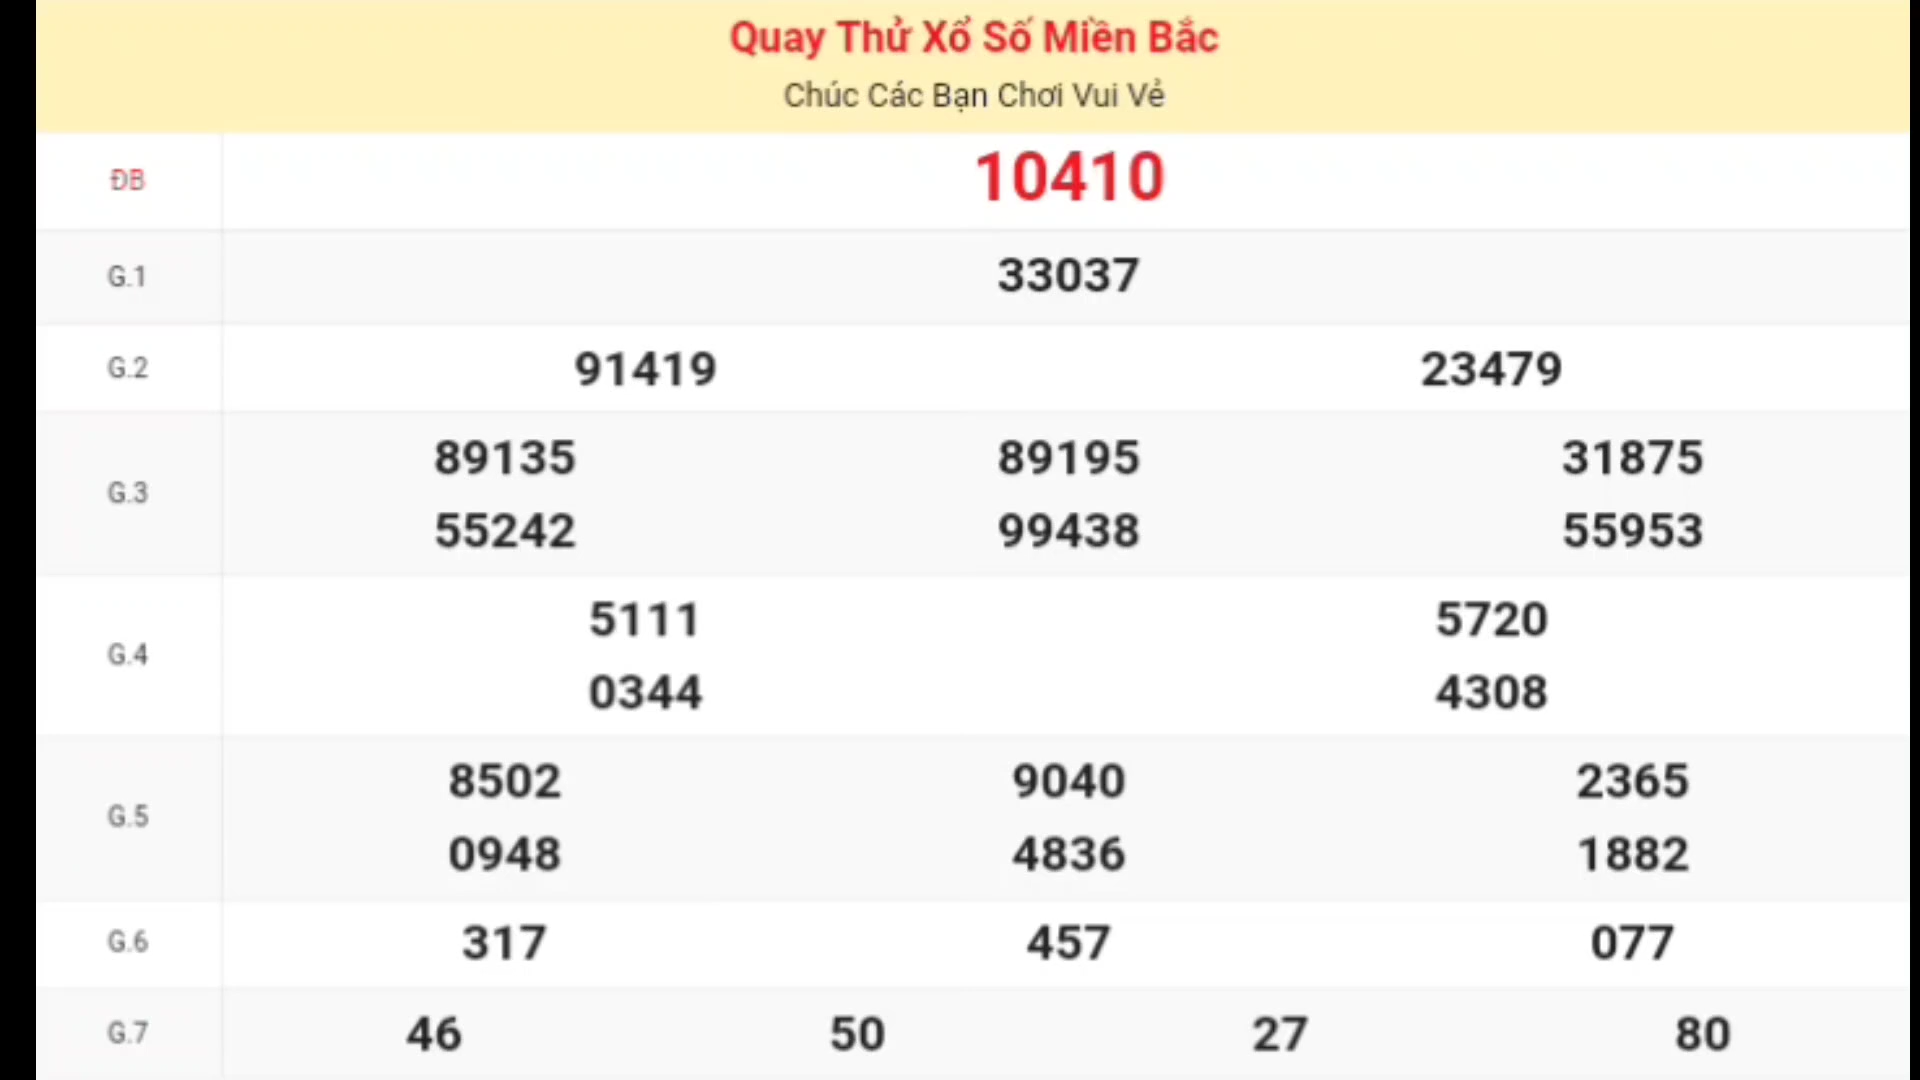 Quay Thử Xổ Số Miền Bắc
Chúc Các Bạn Chơi Vui Vẻ
ĐB 10410
G.1 33037
G.2 91419 23479
G.3 89135 89195 31875
55242 99438 55953
G.4 5111 5720
0344 4308
G.5 8502 9040 2365
0948 4836 1882
G.6 317 457 077
G.7 46 50 27 80